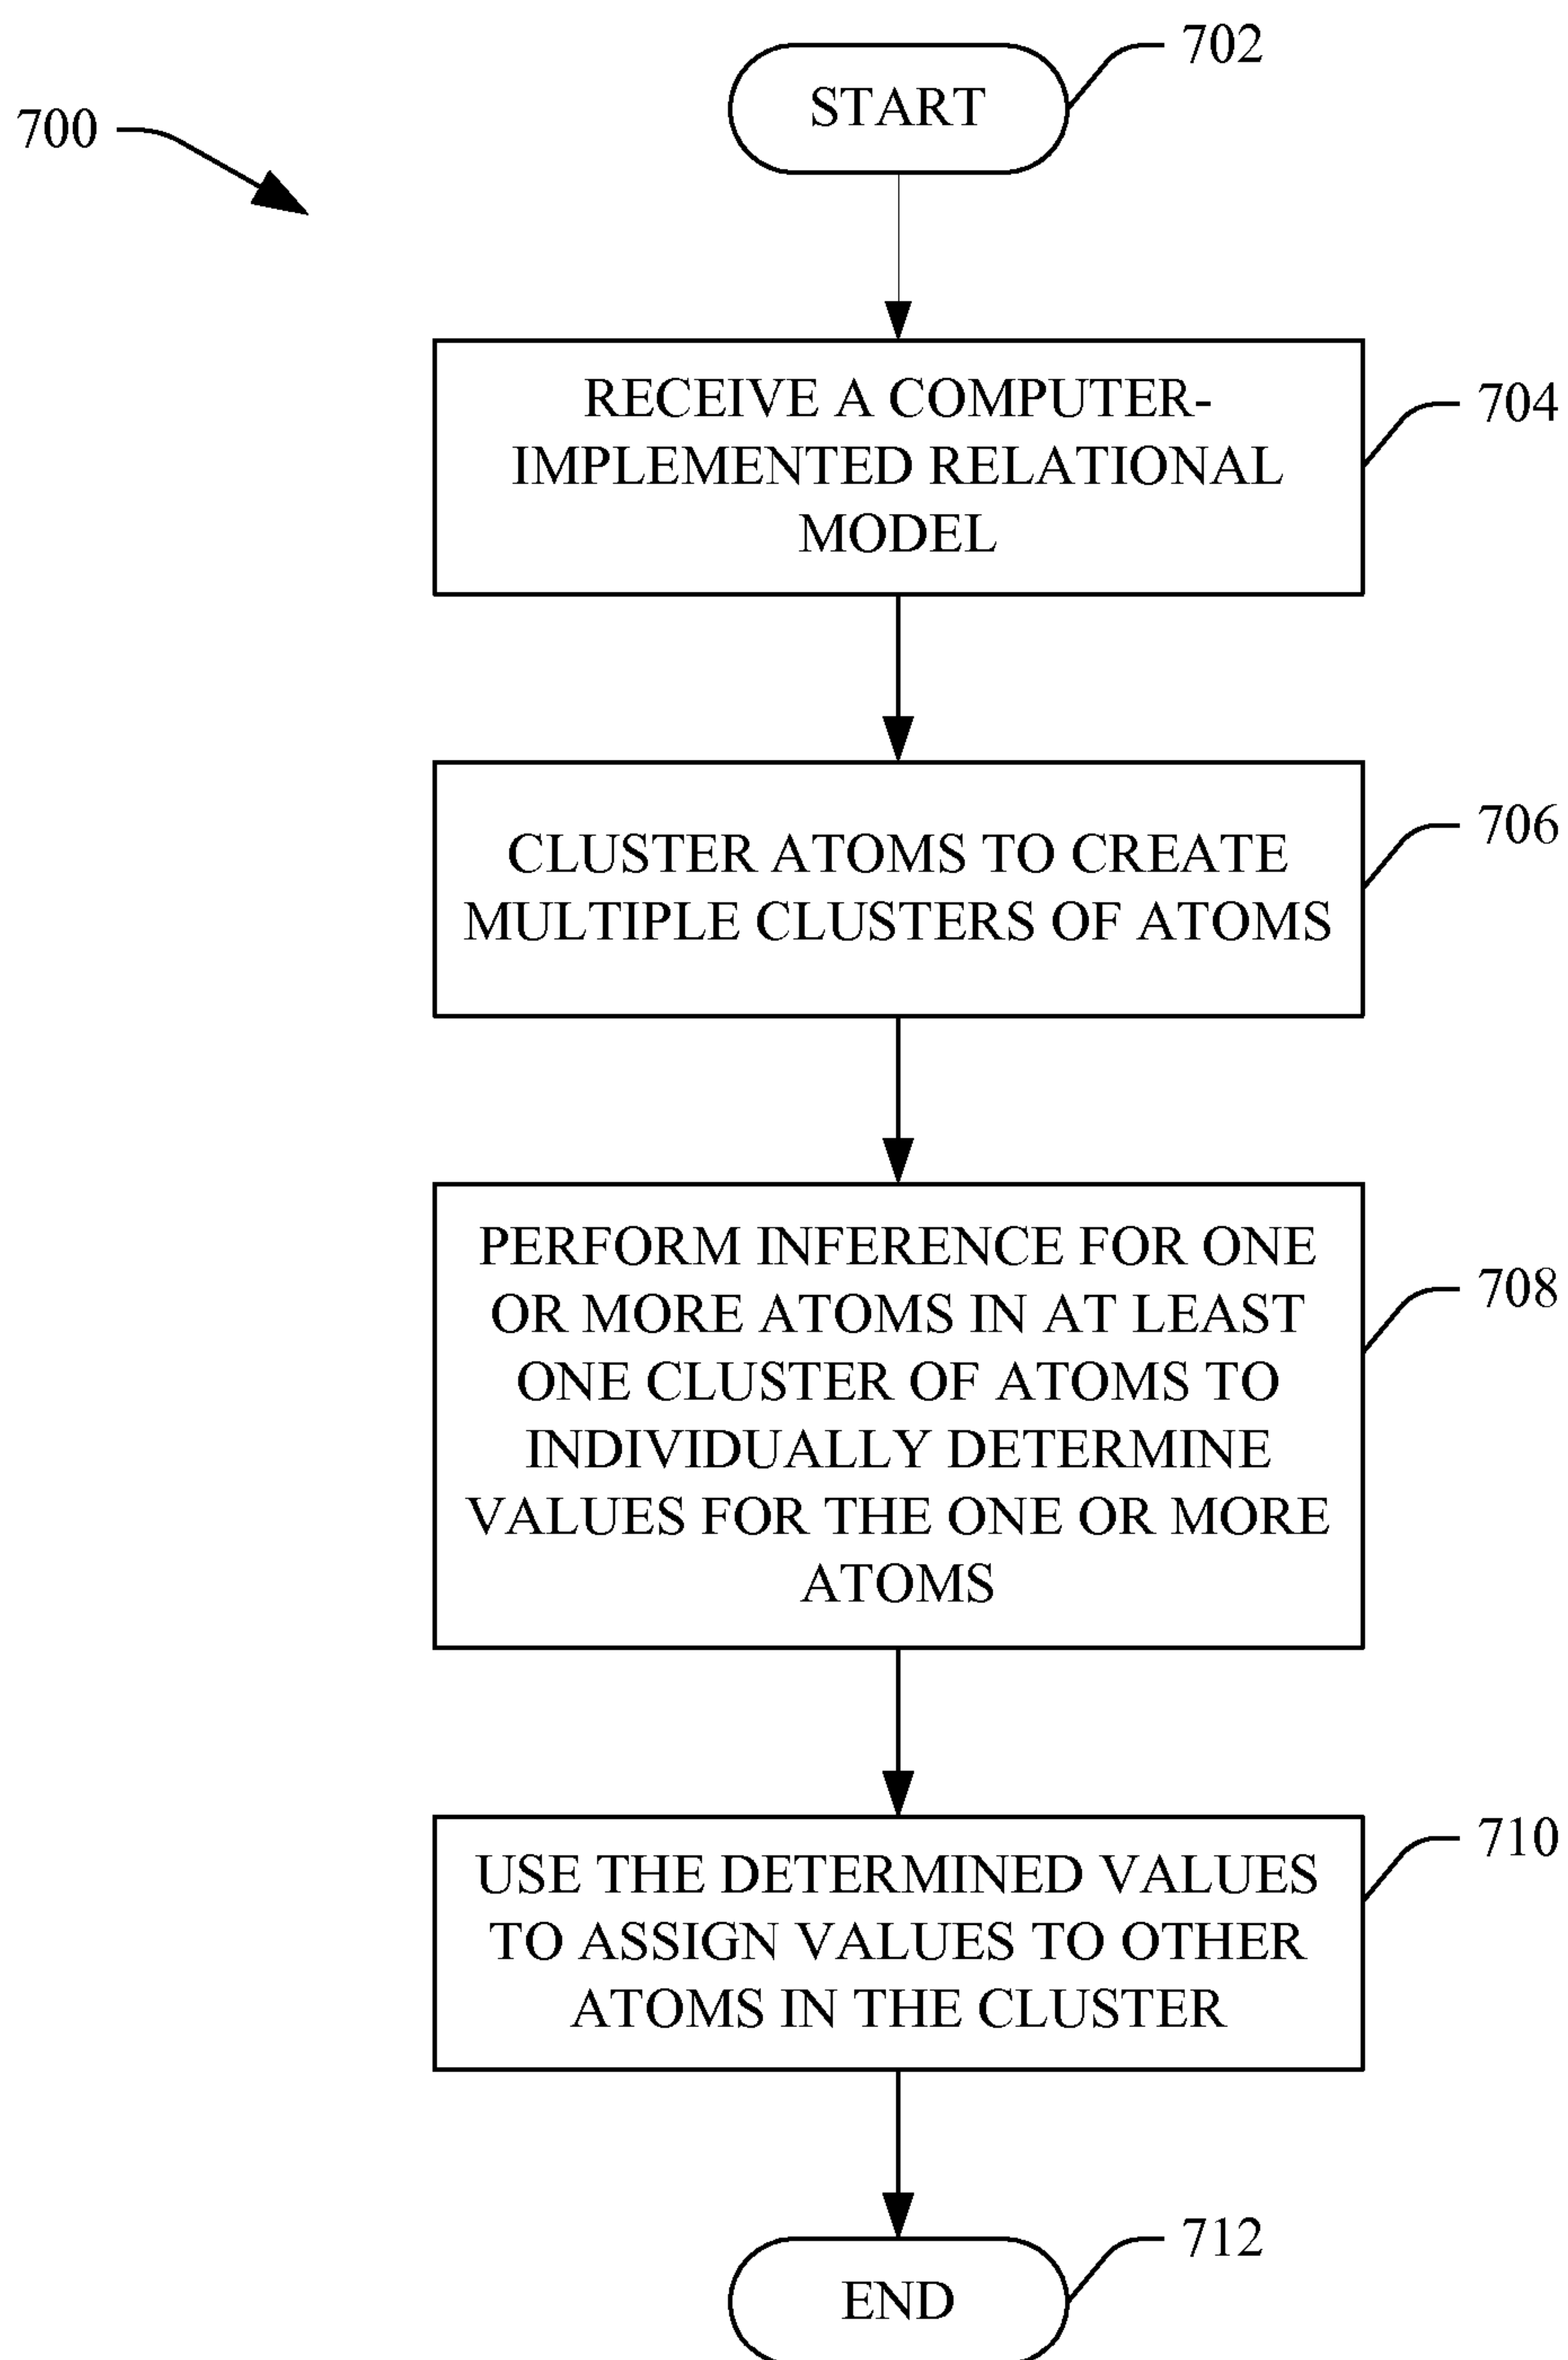 702
START
700
RECEIVE A COMPUTER-
IMPLEMENTED RELATIONAL
MODEL
704
CLUSTER ATOMS TO CREATE
MULTIPLE CLUSTERS OF ATOMS
706
PERFORM INFERENCE FOR ONE
OR MORE ATOMS IN AT LEAST
ONE CLUSTER OF ATOMS TO
INDIVIDUALLY DETERMINE
VALUES FOR THE ONE OR MORE
ATOMS
708
USE THE DETERMINED VALUES
TO ASSIGN VALUES TO OTHER
ATOMS IN THE CLUSTER
710
712
END